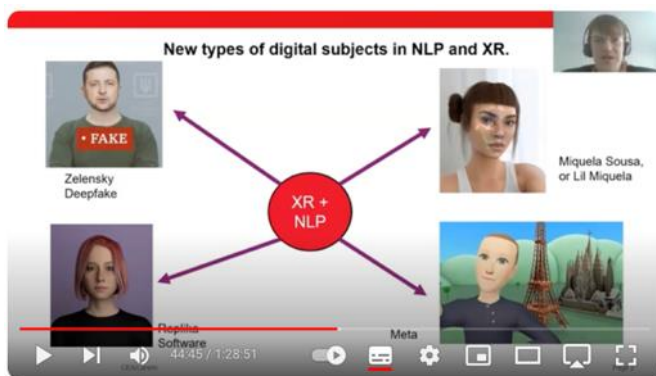 New types of digital subjects in NLP and XR.
• FAKE
Zelensky
Deepfake
Miquela Sousa,
or Lil Miquela
XR +
NLP
Replika
Software
Meta
44:45 / 1:28:51